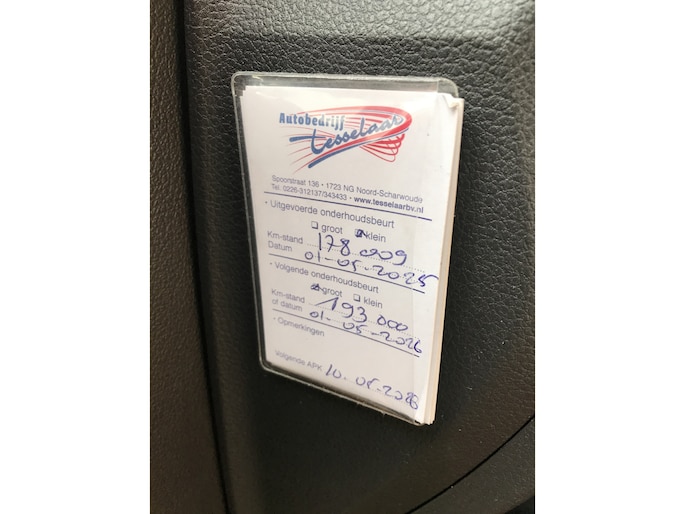 Autobedrijf
Tesselaar
Spoorstraat 136 • 1723 NG Noord-Scharwoude
Tel: 0226-312137/343433 • www.tesselaarbv.nl
• Uitgevoerde onderhoudsbeurt
groot klein
Km-stand 178 009
Datum 01-05-2025
• Volgende onderhoudsbeurt
groot klein
Km-stand 193 000
of datum 01-05-2026
• Opmerkingen
Volgende APK 10-05-2026